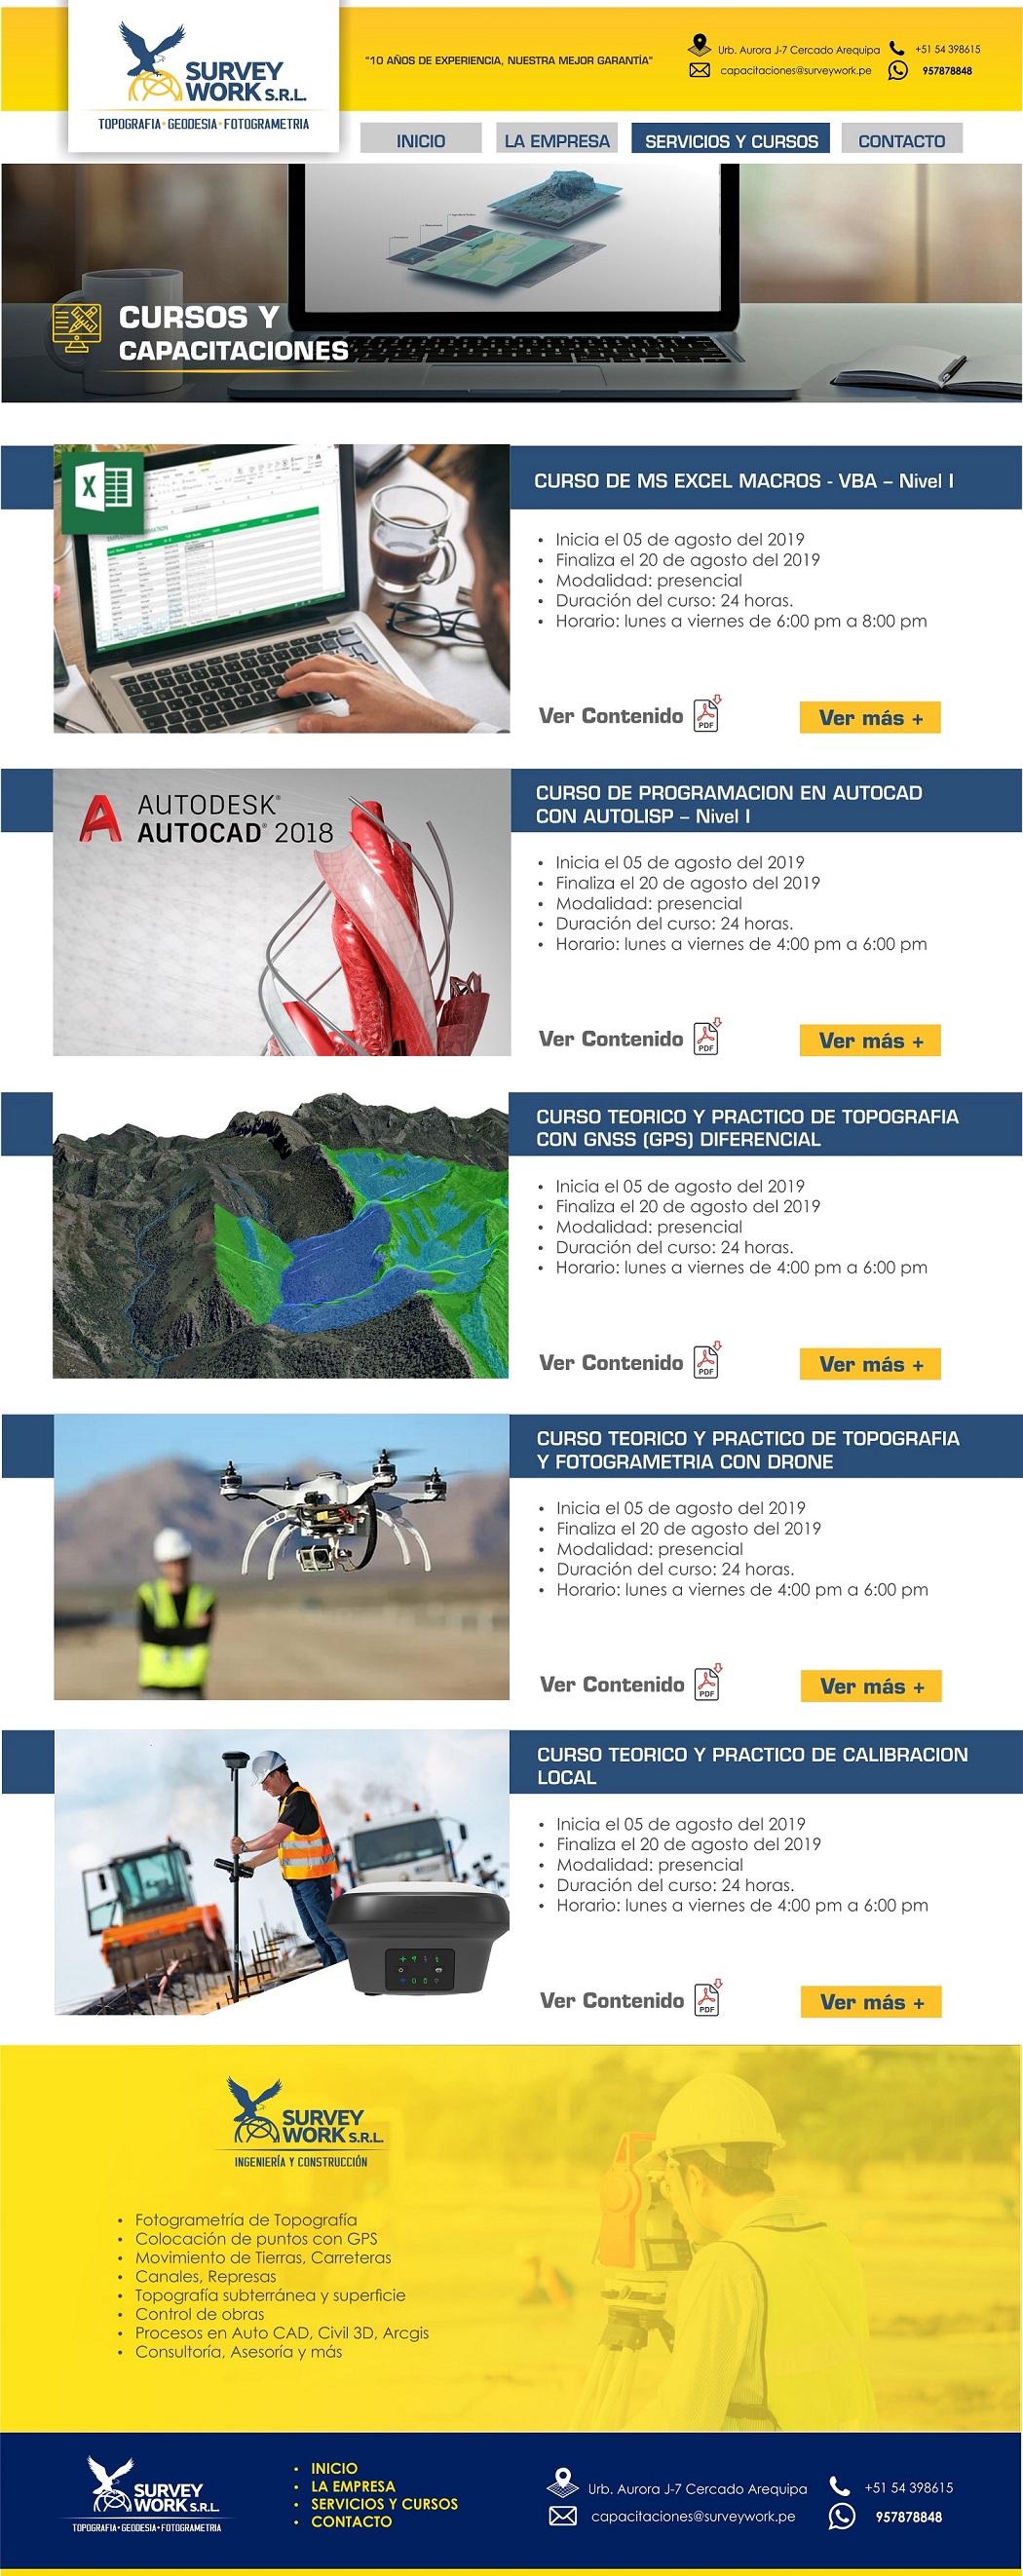 SURVEY
WORK S.R.L.
TOPOGRAFIA•GEODESIA•FOTOGRAMETRIA
"10 AÑOS DE EXPERIENCIA, NUESTRA MEJOR GARANTÍA"
Urb. Aurora J-7 Cercado Arequipa
+51 54 398615
capacitaciones@surveywork.pe
957878848
INICIO
LA EMPRESA
SERVICIOS Y CURSOS
CONTACTO
CURSOS Y
CAPACITACIONES
X
CURSO DE MS EXCEL MACROS - VBA – Nivel I
• Inicia el 05 de agosto del 2019
• Finaliza el 20 de agosto del 2019
• Modalidad: presencial
• Duración del curso: 24 horas.
• Horario: lunes a viernes de 6:00 pm a 8:00 pm
Ver Contenido
PDF
Ver más +
AUTODESK®
AUTOCAD® 2018
CURSO DE PROGRAMACION EN AUTOCAD
CON AUTOLISP – Nivel I
• Inicia el 05 de agosto del 2019
• Finaliza el 20 de agosto del 2019
• Modalidad: presencial
• Duración del curso: 24 horas.
• Horario: lunes a viernes de 4:00 pm a 6:00 pm
Ver Contenido
PDF
Ver más +
CURSO TEORICO Y PRACTICO DE TOPOGRAFIA
CON GNSS (GPS) DIFERENCIAL
• Inicia el 05 de agosto del 2019
• Finaliza el 20 de agosto del 2019
• Modalidad: presencial
• Duración del curso: 24 horas.
• Horario: lunes a viernes de 4:00 pm a 6:00 pm
Ver Contenido
PDF
Ver más +
CURSO TEORICO Y PRACTICO DE TOPOGRAFIA
Y FOTOGRAMETRIA CON DRONE
• Inicia el 05 de agosto del 2019
• Finaliza el 20 de agosto del 2019
• Modalidad: presencial
• Duración del curso: 24 horas.
• Horario: lunes a viernes de 4:00 pm a 6:00 pm
Ver Contenido
PDF
Ver más +
CURSO TEORICO Y PRACTICO DE CALIBRACION
LOCAL
• Inicia el 05 de agosto del 2019
• Finaliza el 20 de agosto del 2019
• Modalidad: presencial
• Duración del curso: 24 horas.
• Horario: lunes a viernes de 4:00 pm a 6:00 pm
Ver Contenido
PDF
Ver más +
SURVEY
WORK S.R.L.
INGENIERÍA Y CONSTRUCCIÓN
• Fotogrametría de Topografía
• Colocación de puntos con GPS
• Movimiento de Tierras, Carreteras
• Canales, Represas
• Topografía subterránea y superficie
• Control de obras
• Procesos en Auto CAD, Civil 3D, Arcgis
• Consultoría, Asesoría y más
SURVEY
WORK S.R.L.
TOPOGRAFIA•GEODESIA•FOTOGRAMETRIA
• INICIO
• LA EMPRESA
• SERVICIOS Y CURSOS
• CONTACTO
Urb. Aurora J-7 Cercado Arequipa
+51 54 398615
capacitaciones@surveywork.pe
957878848